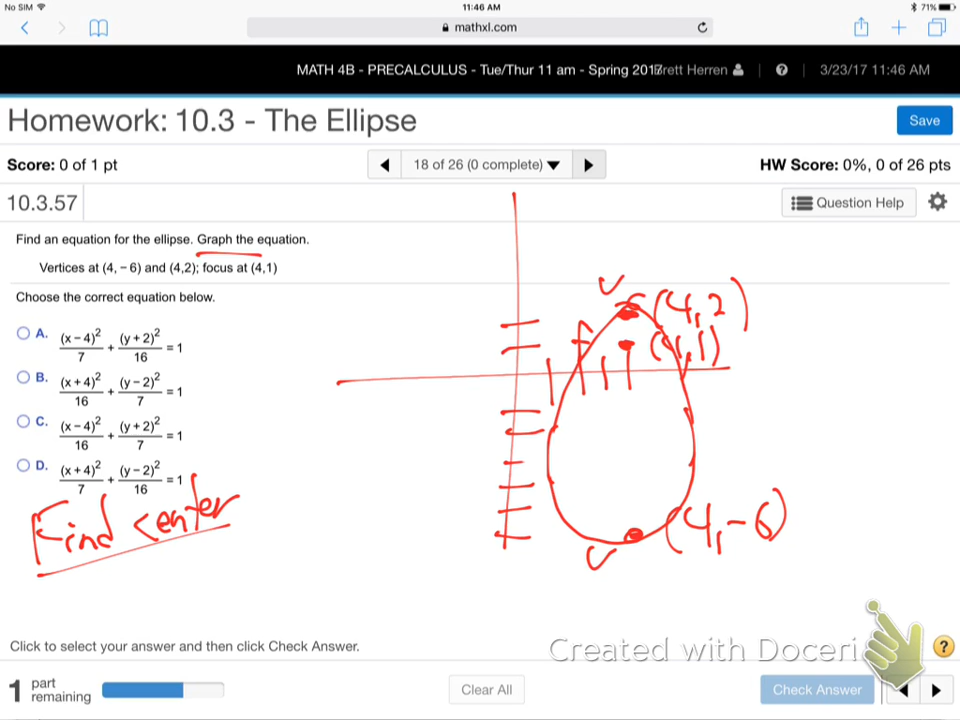 No SIM 11:46 AM 71%
mathxl.com
MATH 4B - PRECALCULUS - Tue/Thur 11 am - Spring 2017 Brett Herren ? 3/23/17 11:46 AM
Homework: 10.3 - The Ellipse Save
Score: 0 of 1 pt 18 of 26 (0 complete) HW Score: 0%, 0 of 26 pts
10.3.57 Question Help
Find an equation for the ellipse. Graph the equation.
Vertices at (4, − 6) and (4,2); focus at (4,1)
Choose the correct equation below.
A. (x − 4)²/7 + (y + 2)²/16 = 1
B. (x + 4)²/16 + (y − 2)²/7 = 1
C. (x − 4)²/16 + (y + 2)²/7 = 1
D. (x + 4)²/7 + (y − 2)²/16 = 1
Find center
V (4, 2)
f (4, 1)
V (4, -6)
Click to select your answer and then click Check Answer.
Created with Doceri
?
1 part remaining Clear All Check Answer